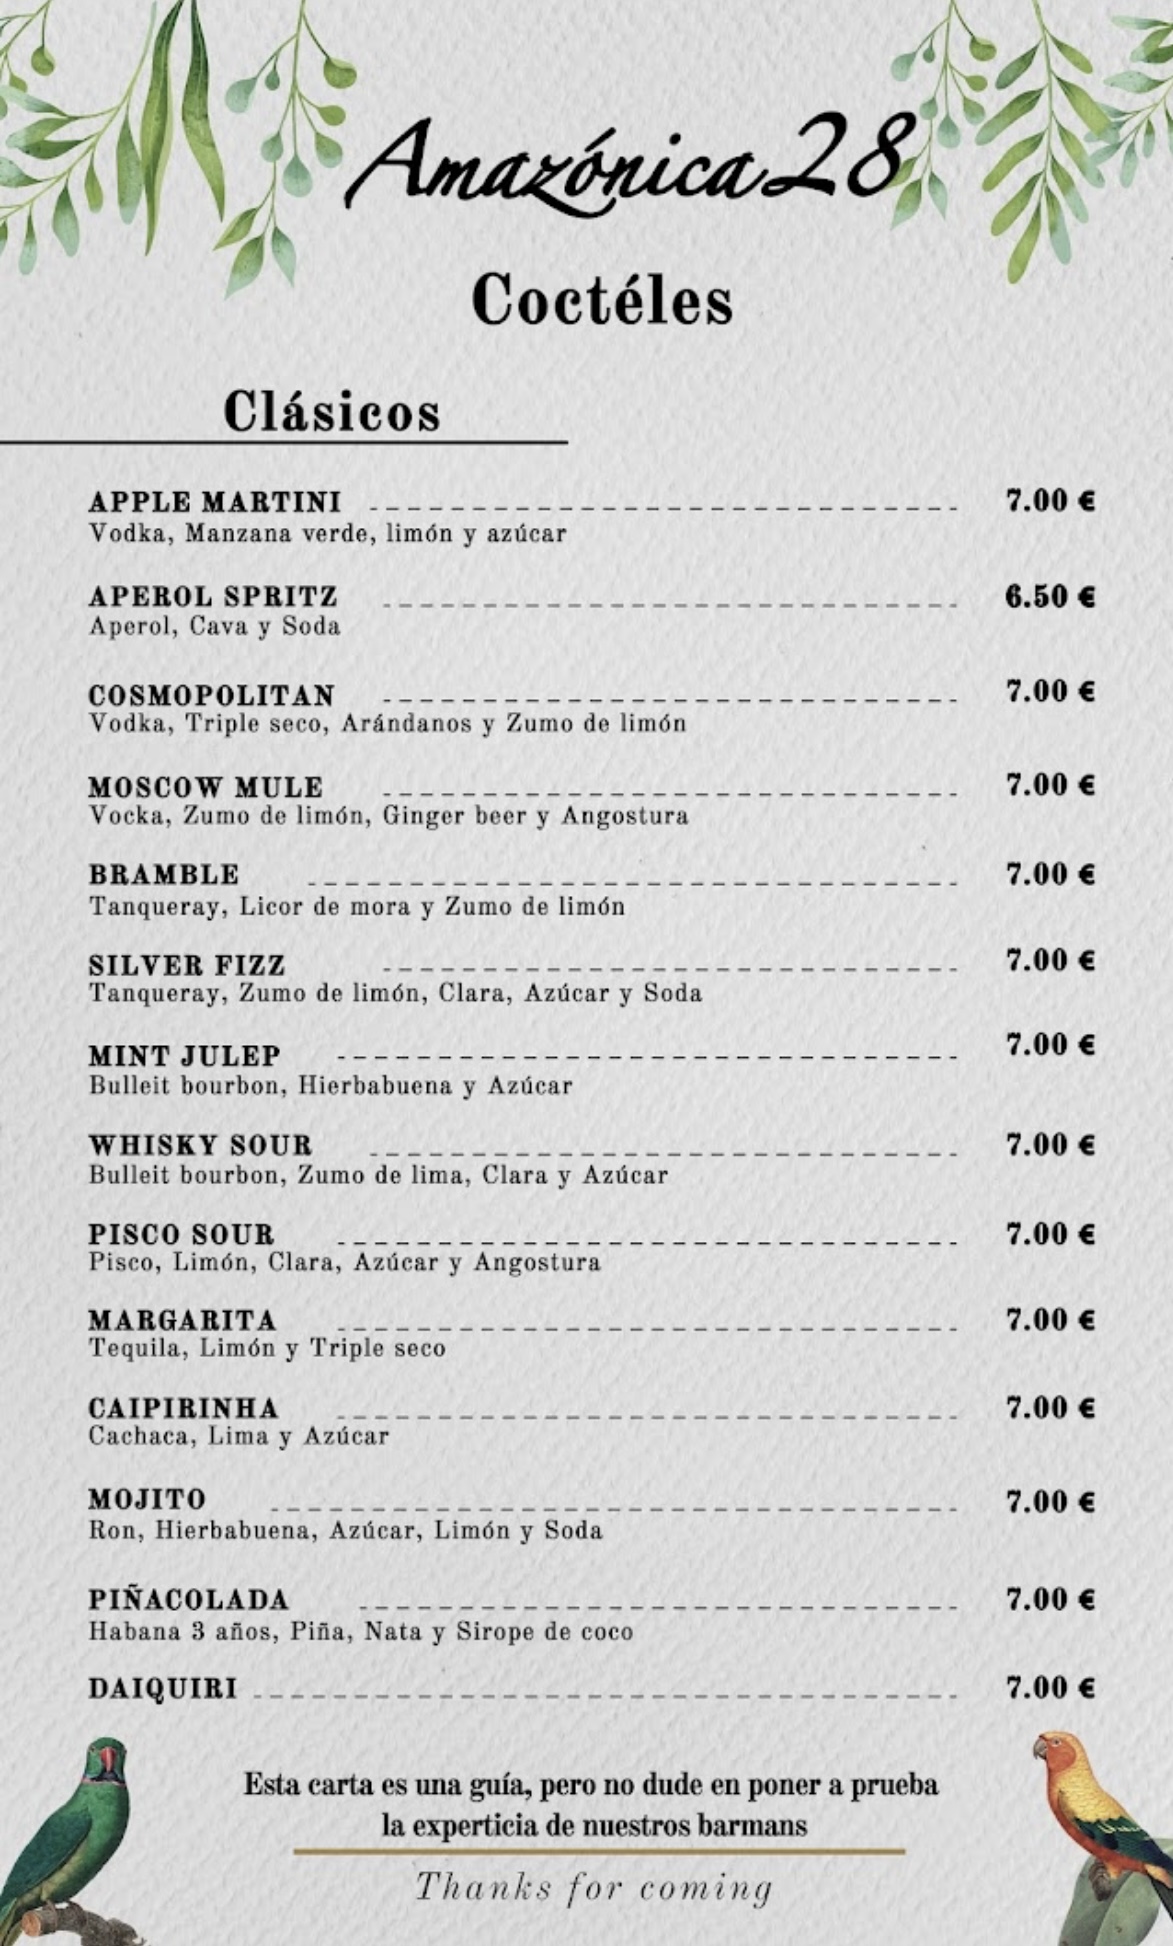 Amazónica 28
Coctéles
Clásicos
APPLE MARTINI 7.00 €
Vodka, Manzana verde, limón y azúcar
APEROL SPRITZ 6.50 €
Aperol, Cava y Soda
COSMOPOLITAN 7.00 €
Vodka, Triple seco, Arándanos y Zumo de limón
MOSCOW MULE 7.00 €
Vocka, Zumo de limón, Ginger beer y Angostura
BRAMBLE 7.00 €
Tanqueray, Licor de mora y Zumo de limón
SILVER FIZZ 7.00 €
Tanqueray, Zumo de limón, Clara, Azúcar y Soda
MINT JULEP 7.00 €
Bulleit bourbon, Hierbabuena y Azúcar
WHISKY SOUR 7.00 €
Bulleit bourbon, Zumo de lima, Clara y Azúcar
PISCO SOUR 7.00 €
Pisco, Limón, Clara, Azúcar y Angostura
MARGARITA 7.00 €
Tequila, Limón y Triple seco
CAIPIRINHA 7.00 €
Cachaca, Lima y Azúcar
MOJITO 7.00 €
Ron, Hierbabuena, Azúcar, Limón y Soda
PIÑACOLADA 7.00 €
Habana 3 años, Piña, Nata y Sirope de coco
DAIQUIRI 7.00 €
Esta carta es una guía, pero no dude en poner a prueba
la experticia de nuestros barmans
Thanks for coming